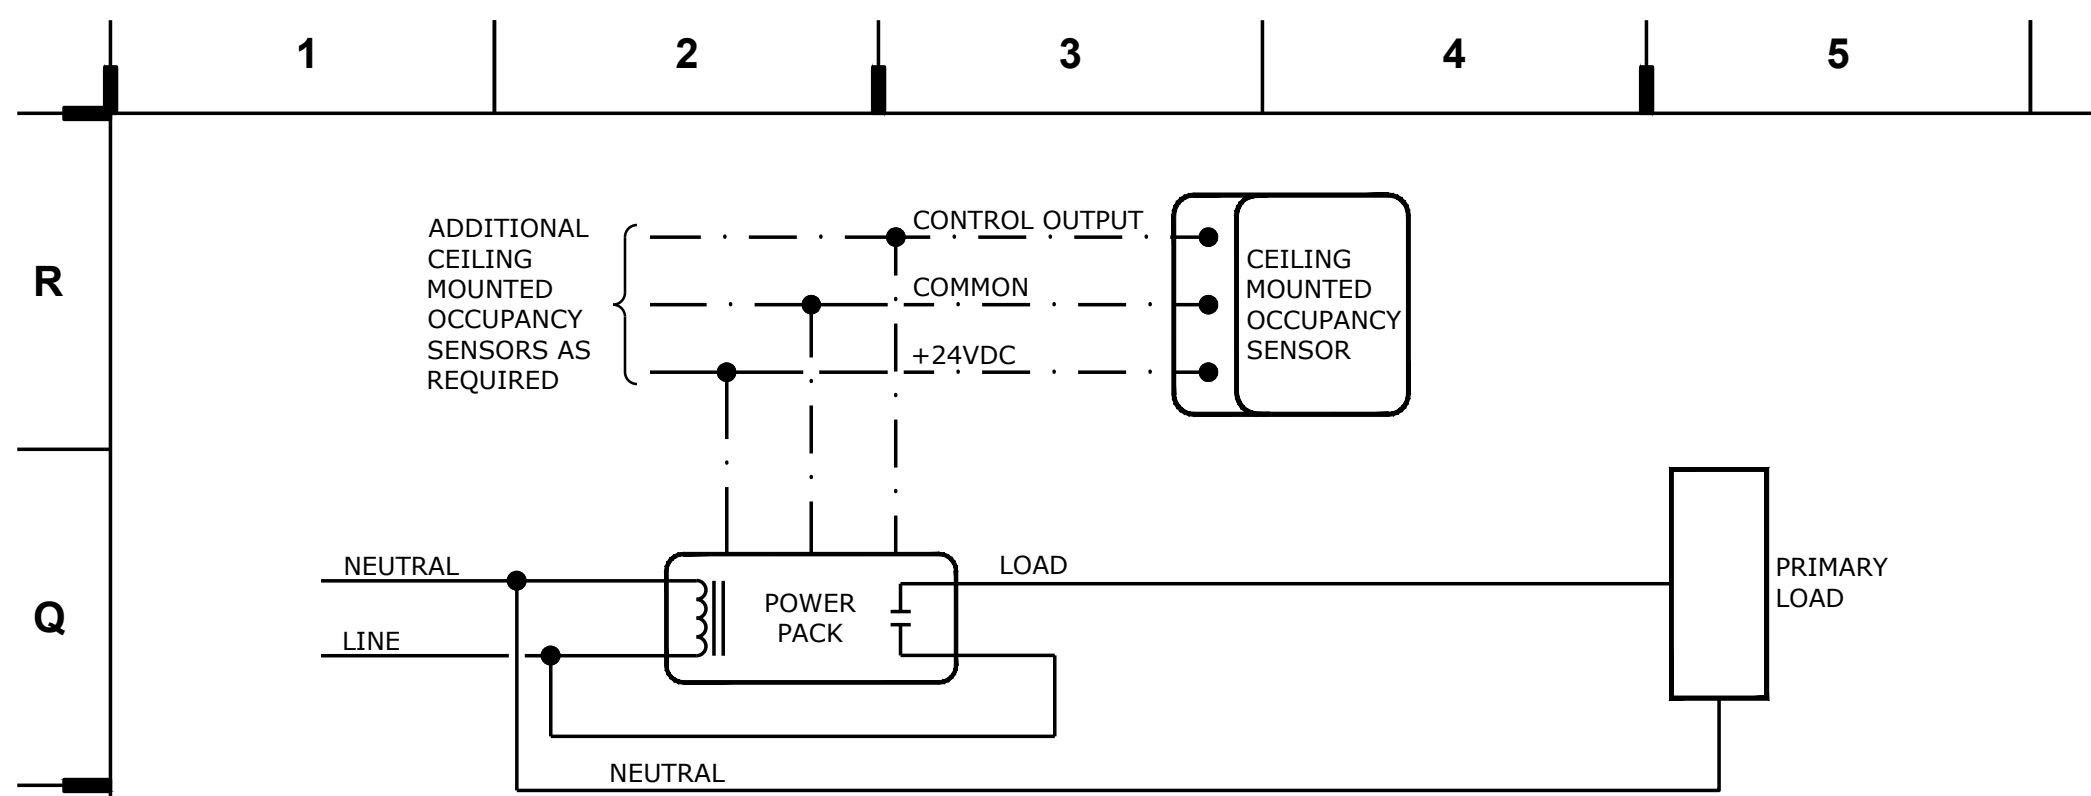 1 2 3 4 5
R
ADDITIONAL
CEILING
MOUNTED
OCCUPANCY
SENSORS AS
REQUIRED
CONTROL OUTPUT
COMMON
+24VDC
CEILING
MOUNTED
OCCUPANCY
SENSOR
Q
NEUTRAL
LINE
POWER
PACK
LOAD
PRIMARY
LOAD
NEUTRAL